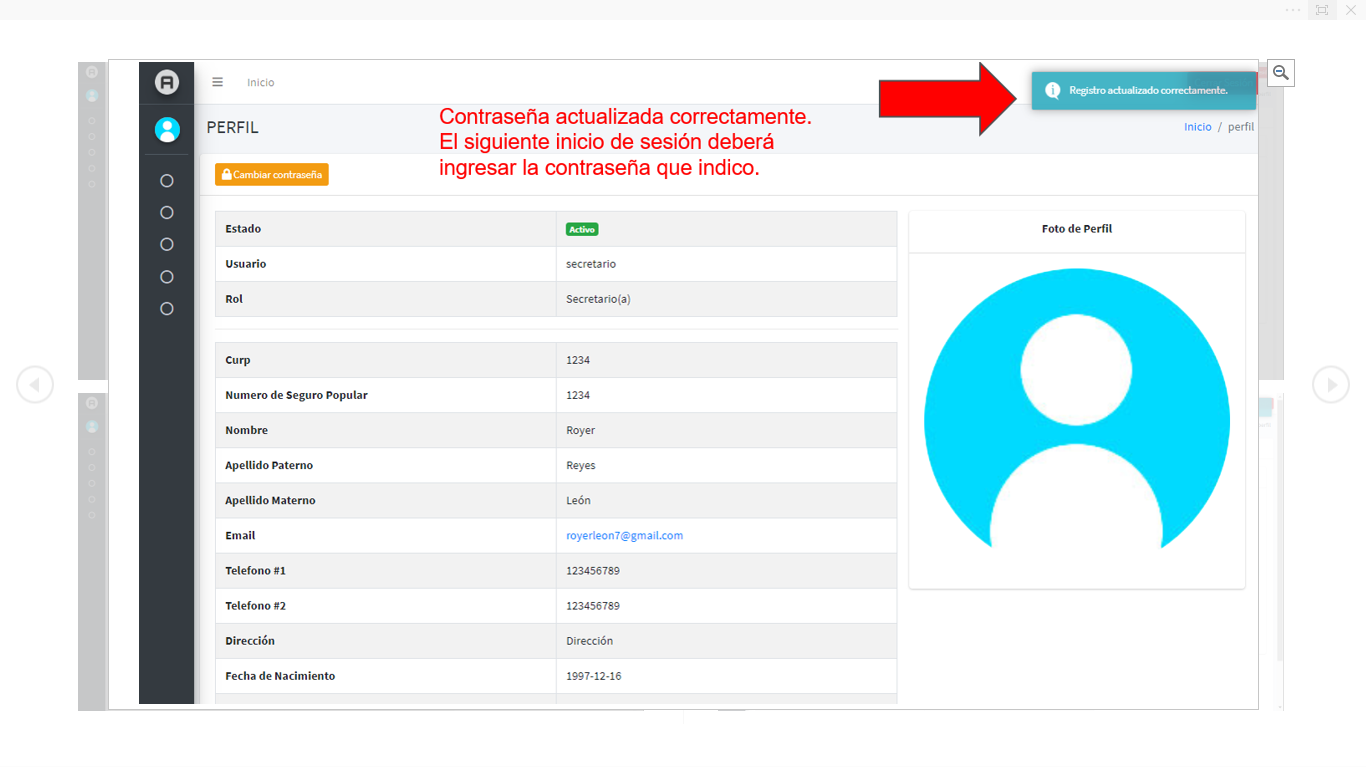 Inicio
Registro actualizado correctamente.
PERFIL
Contraseña actualizada correctamente.
El siguiente inicio de sesión deberá
ingresar la contraseña que indico.
Inicio / perfil
Cambiar contraseña
Estado Activo
Usuario secretario
Rol Secretario(a)
Foto de Perfil
Curp 1234
Numero de Seguro Popular 1234
Nombre Royer
Apellido Paterno Reyes
Apellido Materno León
Email royerleon7@gmail.com
Telefono #1 123456789
Telefono #2 123456789
Dirección Dirección
Fecha de Nacimiento 1997-12-16